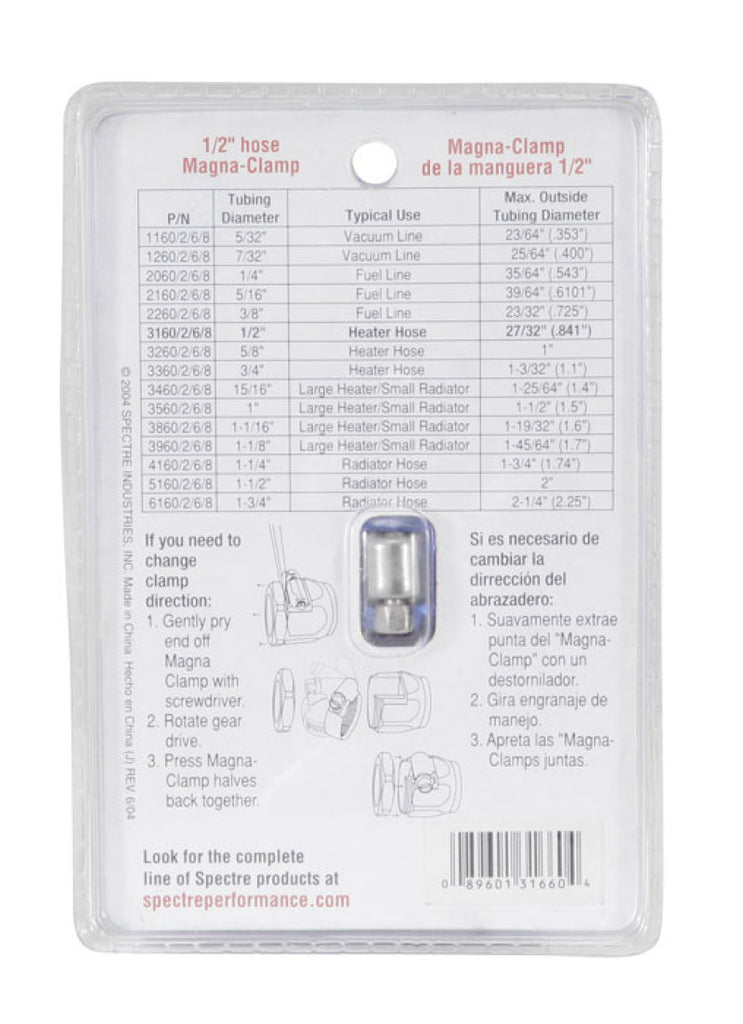 1/2" hose
Magna-Clamp
Magna-Clamp
de la manguera 1/2"
P/N Tubing Diameter Typical Use Max. Outside Tubing Diameter
1160/2/6/8 5/32" Vacuum Line 23/64" (.353")
1260/2/6/8 7/32" Vacuum Line 25/64" (.400")
2060/2/6/8 1/4" Fuel Line 35/64" (.543")
2160/2/6/8 5/16" Fuel Line 39/64" (.6101")
2260/2/6/8 3/8" Fuel Line 23/32" (.725")
3160/2/6/8 1/2" Heater Hose 27/32" (.841")
3260/2/6/8 5/8" Heater Hose 1"
3360/2/6/8 3/4" Heater Hose 1-3/32" (1.1")
3460/2/6/8 15/16" Large Heater/Small Radiator 1-25/64" (1.4")
3560/2/6/8 1" Large Heater/Small Radiator 1-1/2" (1.5")
3860/2/6/8 1-1/16" Large Heater/Small Radiator 1-19/32" (1.6")
3960/2/6/8 1-1/8" Large Heater/Small Radiator 1-45/64" (1.7")
4160/2/6/8 1-1/4" Radiator Hose 1-3/4" (1.74")
5160/2/6/8 1-1/2" Radiator Hose 2"
6160/2/6/8 1-3/4" Radiator Hose 2-1/4" (2.25")
© 2004 SPECTRE INDUSTRIES, INC. Made in China Hecho en China (J) REV. 6/04
If you need to
change
clamp
direction:
1. Gently pry
end off
Magna
Clamp with
screwdriver.
2. Rotate gear
drive.
3. Press Magna-
Clamp halves
back together.
Si es necesario de
cambiar la
dirrección del
abrazadero:
1. Suavamente extrae
punta del "Magna-
Clamp" con un
destornilador.
2. Gira engranaje de
manejo.
3. Apreta las "Magna-
Clamps juntas.
Look for the complete
line of Spectre products at
spectreperformance.com
0 89601 31660 4